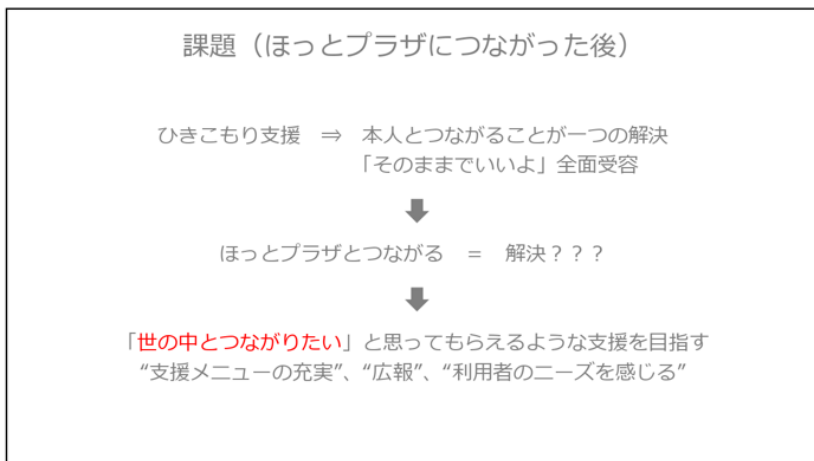 課題（ほっとプラザにつながった後）
ひきこもり支援　⇒　本人とつながることが一つの解決
「そのままでいいよ」全面受容
ほっとプラザとつながる　＝　解決？？？
「世の中とつながりたい」と思ってもらえるような支援を目指す
“支援メニューの充実”、“広報”、“利用者のニーズを感じる”